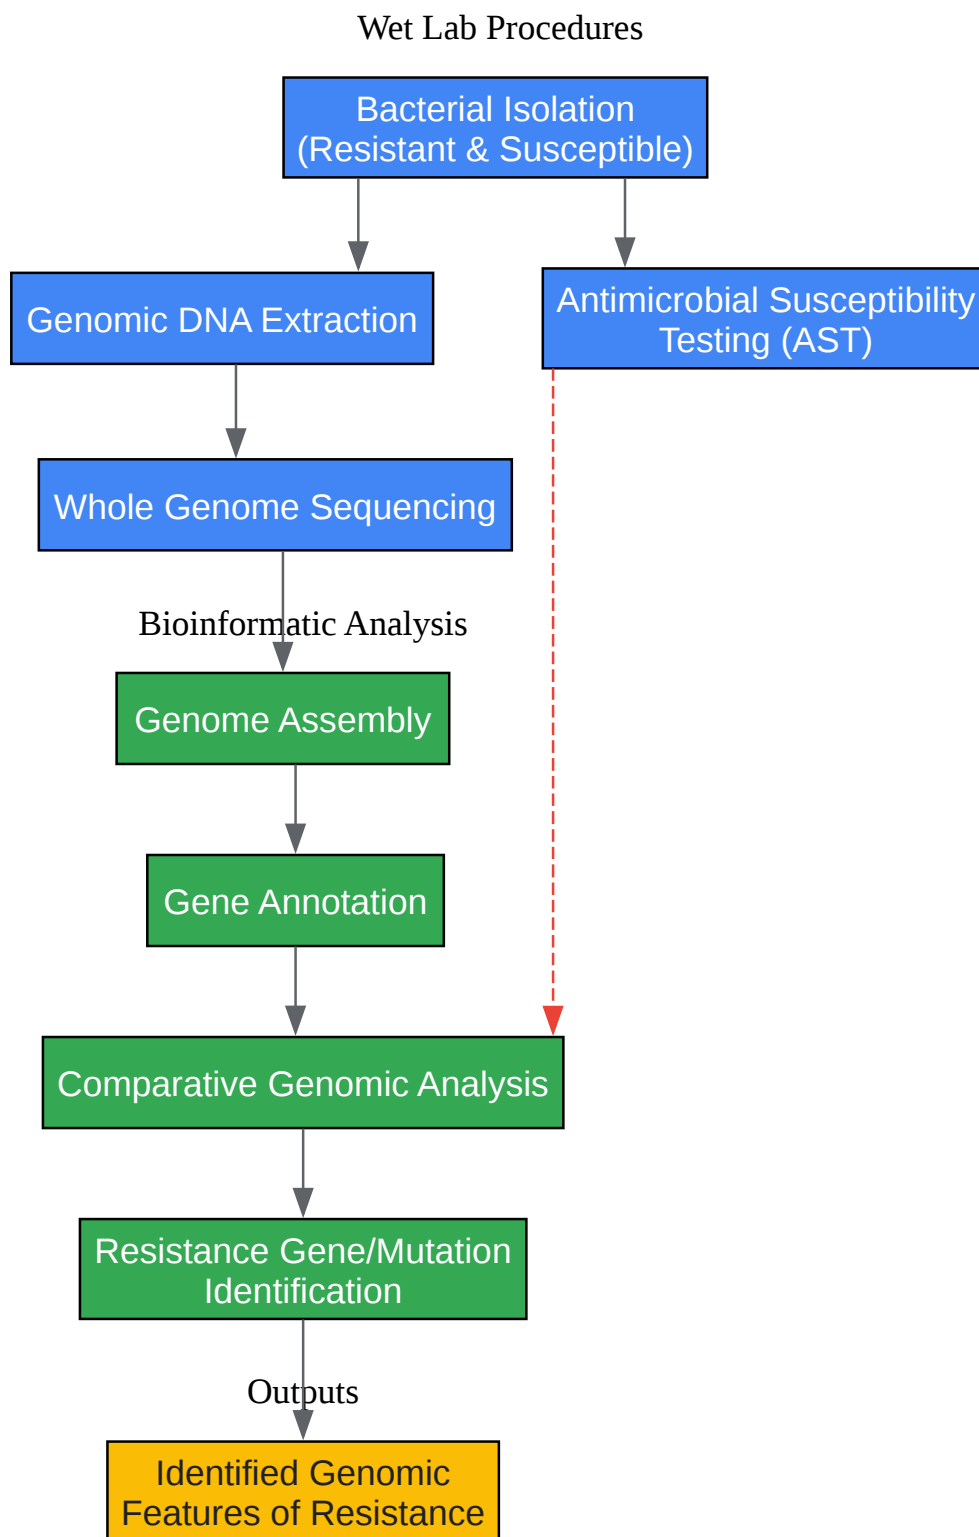 Wet Lab Procedures
Bacterial Isolation
(Resistant & Susceptible)
Genomic DNA Extraction
Antimicrobial Susceptibility
Testing (AST)
Whole Genome Sequencing
Bioinformatic Analysis
Genome Assembly
Gene Annotation
Comparative Genomic Analysis
Resistance Gene/Mutation
Identification
Outputs
Identified Genomic
Features of Resistance